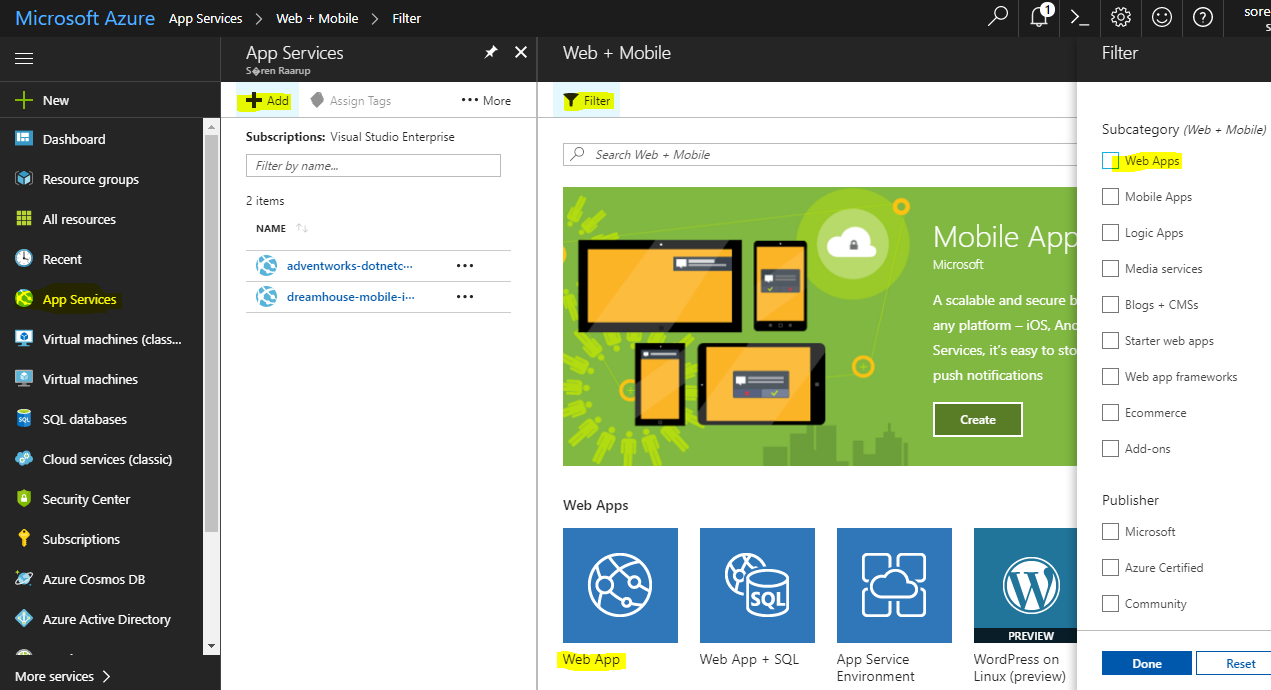 Microsoft Azure App Services > Web + Mobile > Filter
1
sore
s
New
Dashboard
Resource groups
All resources
Recent
App Services
Virtual machines (class...
Virtual machines
SQL databases
Cloud services (classic)
Security Center
Subscriptions
Azure Cosmos DB
Azure Active Directory
More services >
App Services
S�ren Raarup
Add Assign Tags ••• More
Subscriptions: Visual Studio Enterprise
Filter by name...
2 items
NAME
adventworks-dotnetc··· •••
dreamhouse-mobile-i··· •••
Web + Mobile
Filter
Search Web + Mobile
Mobile App
Microsoft
A scalable and secure b
any platform – iOS, And
Services, it's easy to sto
push notifications
Create
Web Apps
SQL
PREVIEW
Web App
Web App + SQL
App Service
Environment
WordPress on
Linux (preview)
Filter
Subcategory (Web + Mobile)
Web Apps
Mobile Apps
Logic Apps
Media services
Blogs + CMSs
Starter web apps
Web app frameworks
Ecommerce
Add-ons
Publisher
Microsoft
Azure Certified
Community
Done Reset